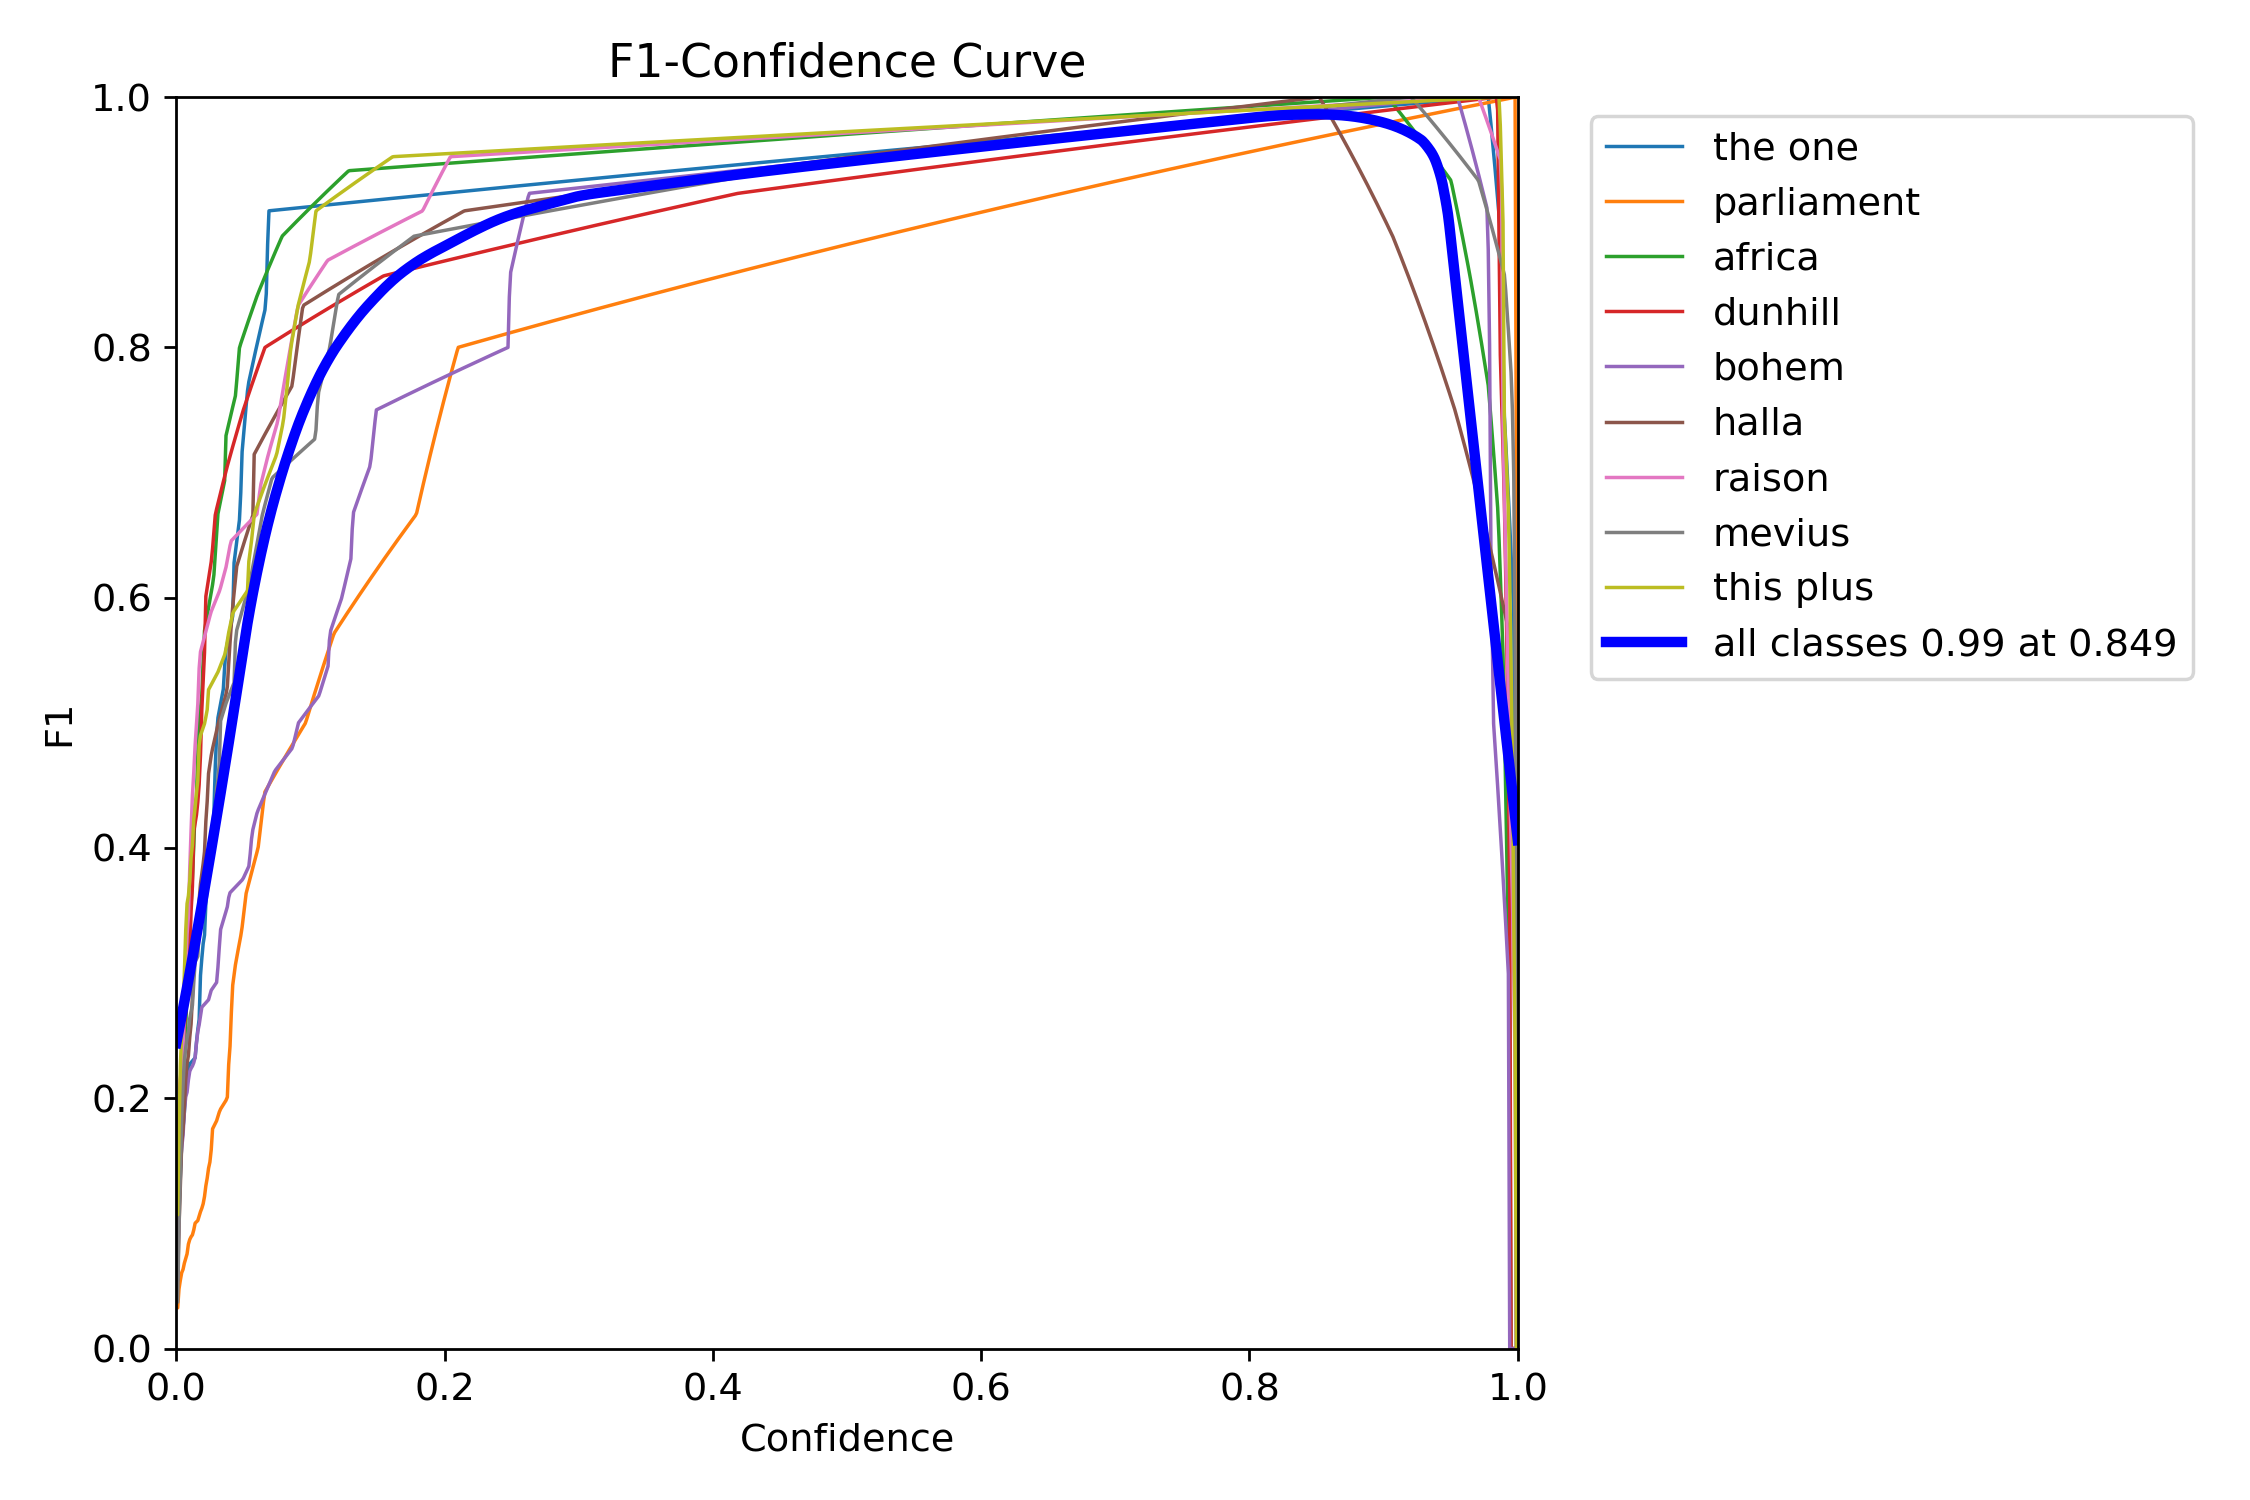 F1-Confidence Curve
1.0
0.8
0.6
0.4
0.2
0.0
F1
0.0 0.2 0.4 0.6 0.8 1.0
Confidence
the one
parliament
africa
dunhill
bohem
halla
raison
mevius
this plus
all classes 0.99 at 0.849